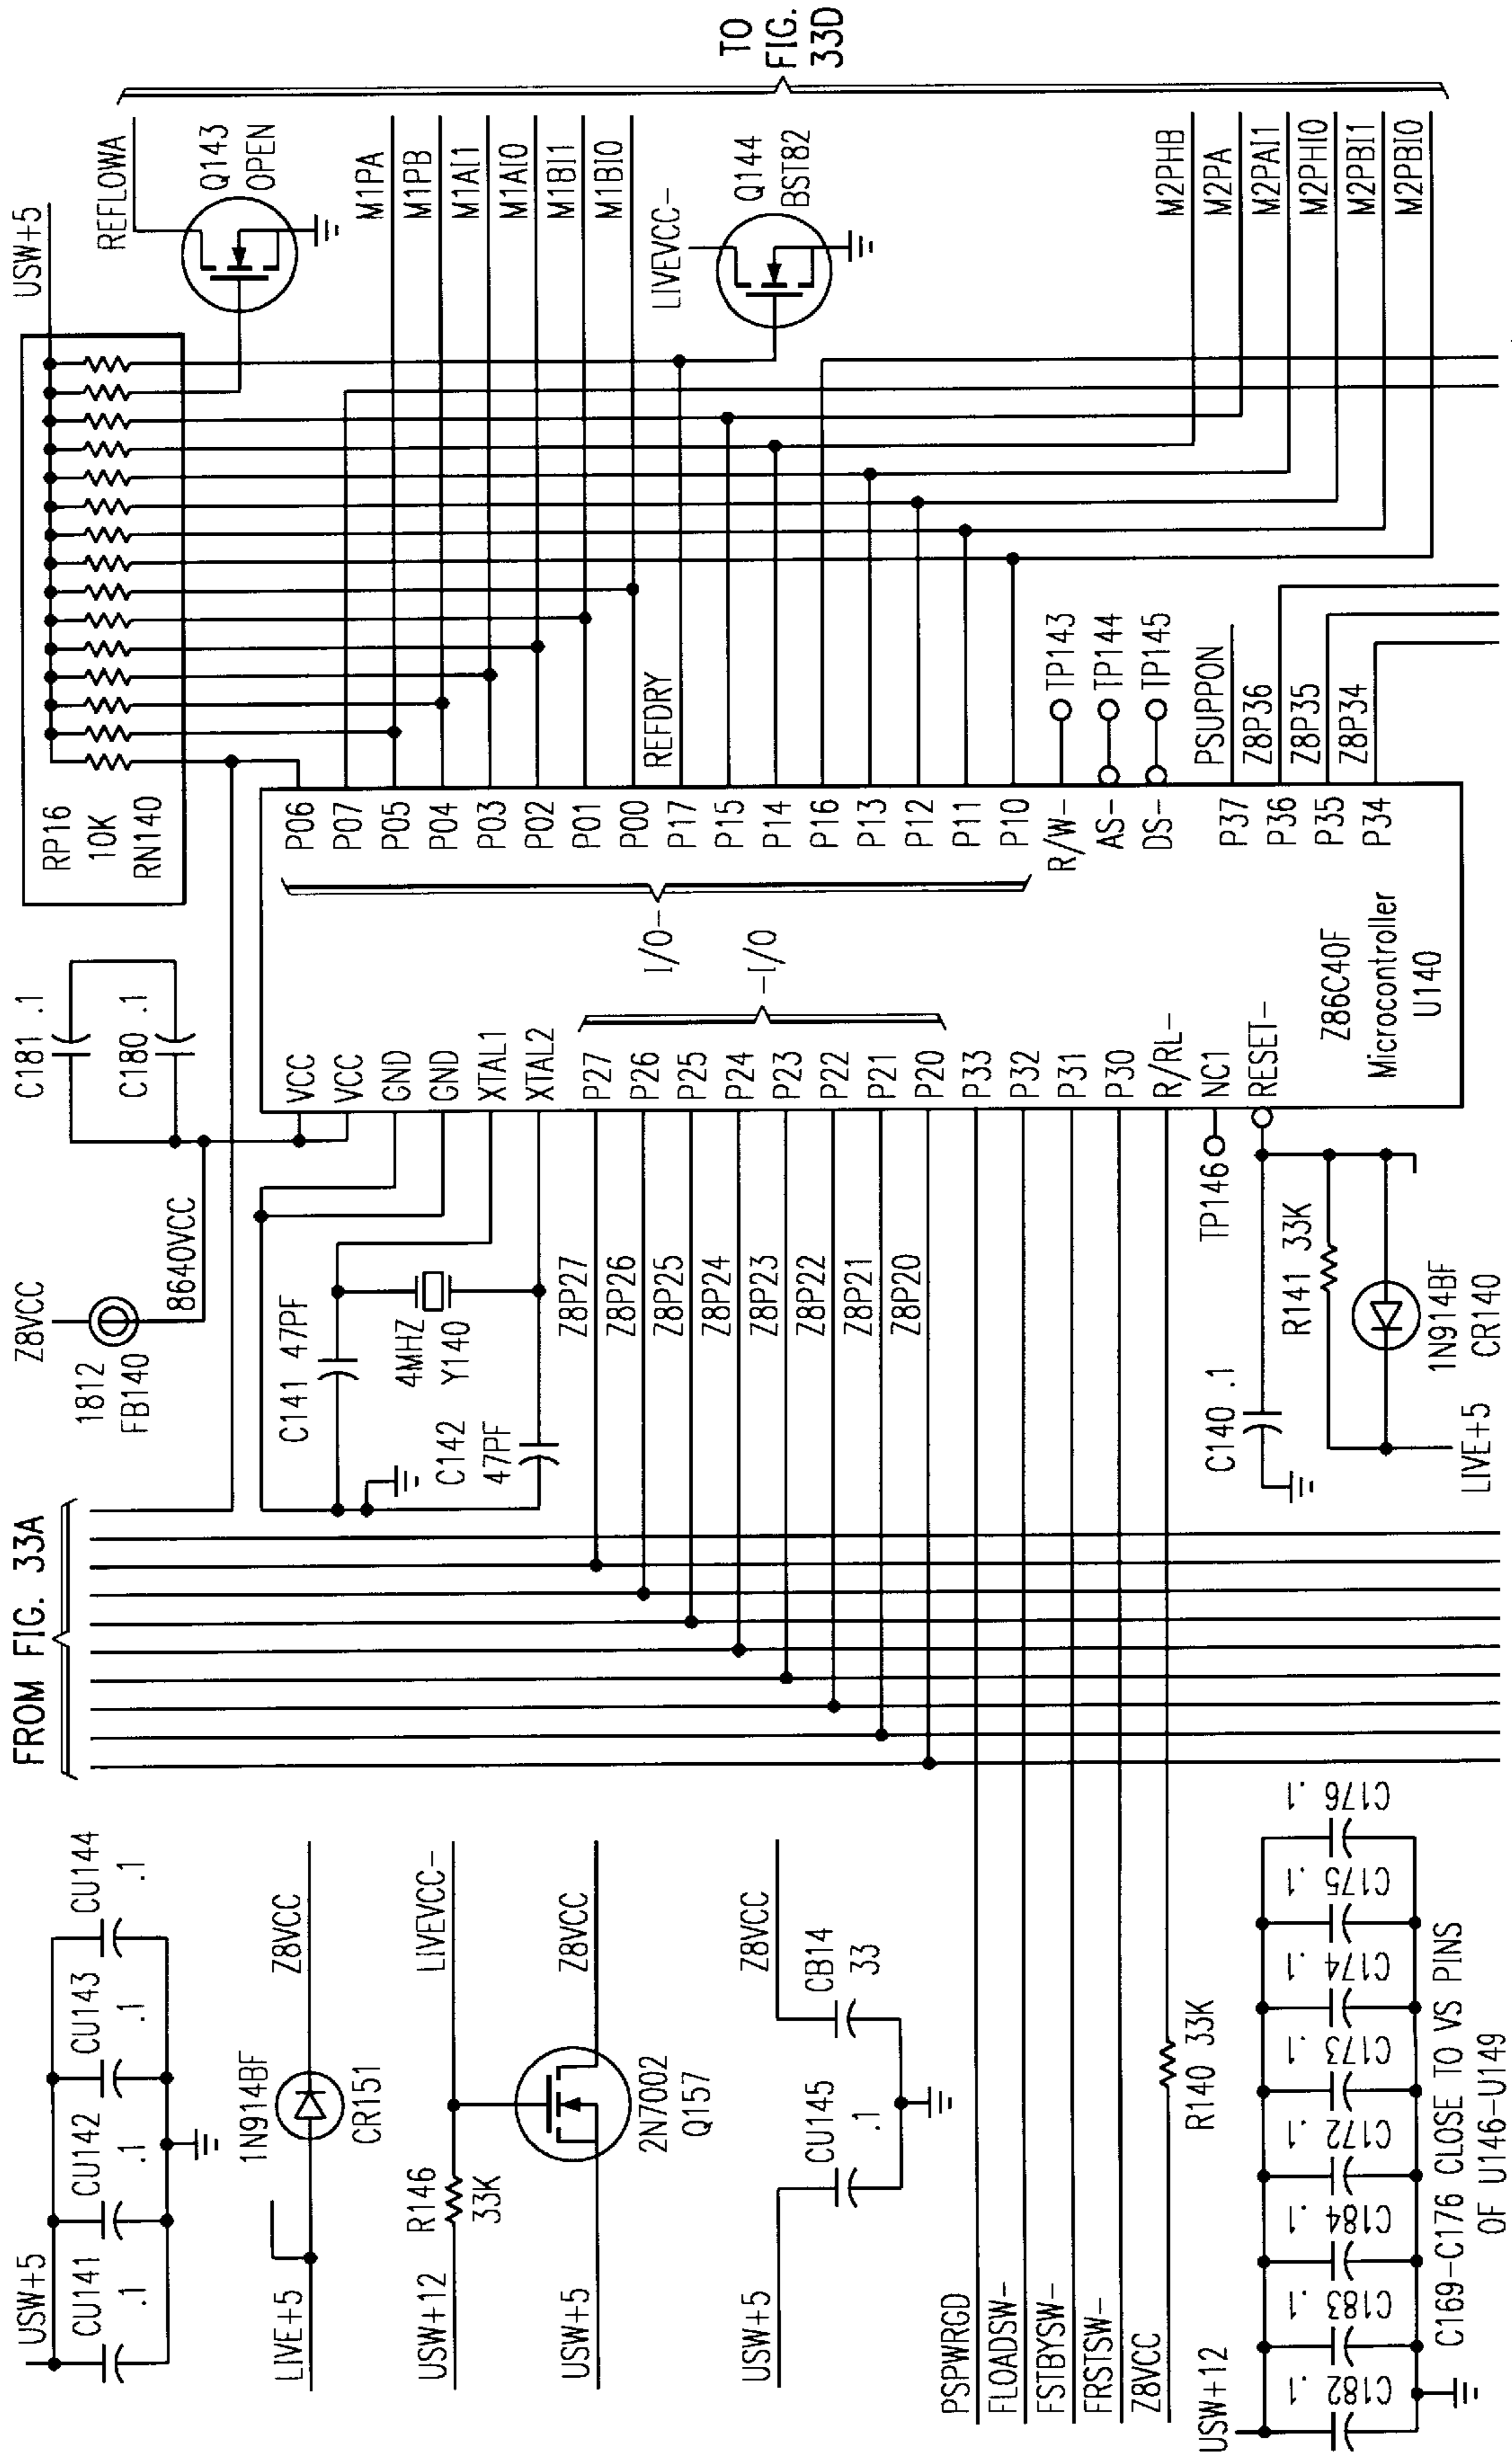 FROM FIG. 33A
TO
FIG.
33D
USW+5
CU141
.1
CU142
.1
CU143
.1
CU144
.1
LIVE+5
1N914BF
CR151
Z8VCC
USW+12
R146
33K
LIVEVCC-
USW+5
2N7002
Q157
Z8VCC
USW+5
CU145
.1
Z8VCC
CB14
33
PSPWRGD
FLOADSW-
FSTBYSW-
FRSTSW-
Z8VCC
R140 33K
USW+12
C182 .1
C183 .1
C184 .1
C172 .1
C173 .1
C174 .1
C175 .1
C176 .1
C169-C176 CLOSE TO VS PINS
OF U146-U149
Z8VCC
1812
FB140
8640VCC
C181 .1
C180 .1
C141 47PF
4MHZ
Y140
C142
47PF
Z8P27
Z8P26
Z8P25
Z8P24
Z8P23
Z8P22
Z8P21
Z8P20
TP146
C140 .1
R141 33K
1N914BF
CR140
LIVE+5
VCC
VCC
GND
GND
XTAL1
XTAL2
P27
P26
P25
P24
P23
P22
P21
P20
P33
P32
P31
P30
R/RL-
NC1
RESET-
I/O-
-I/O
Z86C40F
Microcontroller
U140
P06
P07
P05
P04
P03
P02
P01
P00
P17
P15
P14
P16
P13
P12
P11
P10
R/W-
AS-
DS-
P37
P36
P35
P34
RP16
10K
RN140
USW+5
REFLOWA
Q143
OPEN
M1PA
M1PB
M1AI1
M1AI0
M1BI1
M1BI0
REFDRY
LIVEVCC-
Q144
BST82
TP143
TP144
TP145
PSUPPON
Z8P36
Z8P35
Z8P34
M2PHB
M2PA
M2PAI1
M2PHI0
M2PBI1
M2PBI0